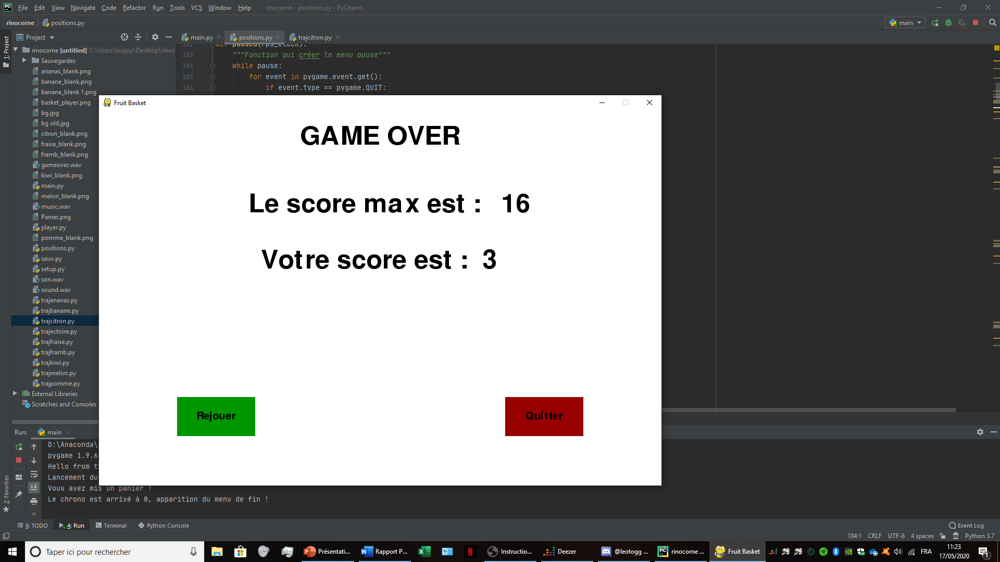 File Edit View Navigate Code Refactor Run Tools VCS Window Help rinocorne - positions.py - PyCharm
rinocorne positions.py main
1: Project
Project main.py positions.py trajcitron.py
rinocorne [untitled] C:\Users\hugop\Desktop\rinoc
Sauvegardes
ananas_blank.png
banane_blank.png
banane_blank 1.png
basket_player.png
bg.jpg
bg old.jpg
citron_blank.png
fraise_blank.png
framb_blank.png
gameover.wav
kiwi_blank.png
main.py
melon_blank.png
music.wav
Panier.png
player.py
pomme_blank.png
positions.py
sauv.py
setup.py
son.wav
sound.wav
trajananas.py
trajbanane.py
trajcitron.py
trajectoire.py
trajfraise.py
trajframb.py
trajkiwi.py
trajmelon.py
trajpomme.py
External Libraries
Scratches and Consoles
102 def paused(fps_clock):
103 """Fonction qui créer le menu pause"""
104 while pause:
105 for event in pygame.event.get():
106 if event.type == pygame.QUIT:
Fruit Basket
GAME OVER
Le score max est : 16
Votre score est : 3
Rejouer Quitter
Run: main
D:\Anaconda\
pygame 1.9.6
Hello from t
Lancement du
Vous avez mis un panier !
Le chrono est arrivé à 0, apparition du menu de fin !
2: Favorites
6: TODO 4: Run Terminal Python Console Event Log
184:1 CRLF UTF-8 4 spaces Python 3.7
Taper ici pour rechercher Présentati... Rapport P... Instructio... Deezer @leotogg ... rinocorne ... Fruit Basket FRA 11:23
17/05/2020
1